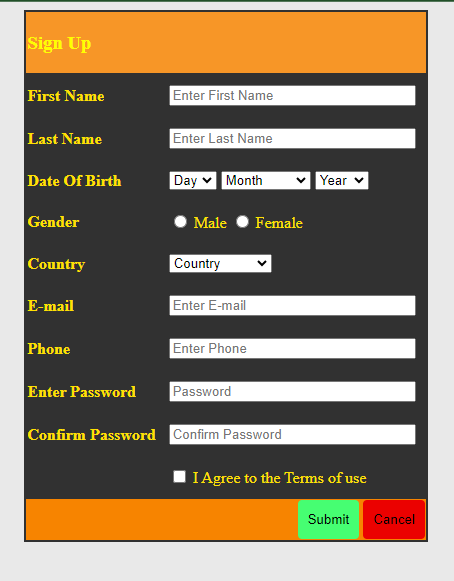 Sign Up
First Name Enter First Name
Last Name Enter Last Name
Date Of Birth Day Month Year
Gender Male Female
Country Country
E-mail Enter E-mail
Phone Enter Phone
Enter Password Password
Confirm Password Confirm Password
I Agree to the Terms of use
Submit Cancel